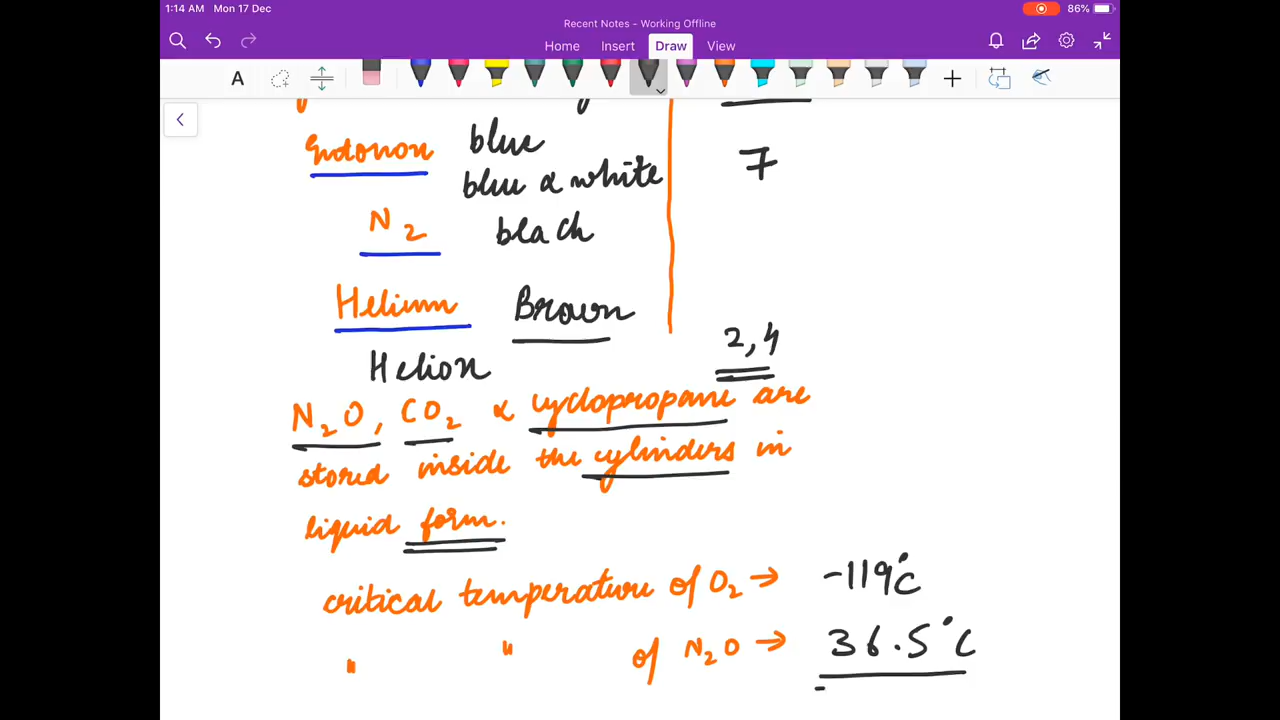 1:14 AM Mon 17 Dec
86%
Recent Notes - Working Offline
Home Insert Draw View
A
Entonox blue
blue & white 7
N2 black
Helium Brown
2,4
Heliox
N2O, CO2 & cyclopropane are
stored inside the cylinders in
liquid form.
critical temperature of O2 → -119°C
" " of N2O → 36.5°C